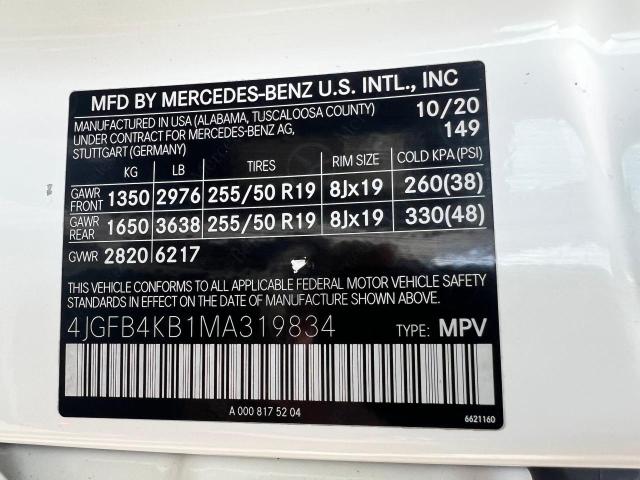 MFD BY MERCEDES-BENZ U.S. INTL., INC
MANUFACTURED IN USA (ALABAMA, TUSCALOOSA COUNTY) 10/20
UNDER CONTRACT FOR MERCEDES-BENZ AG, 149
STUTTGART (GERMANY)
KG LB TIRES RIM SIZE COLD KPA (PSI)
GAWR FRONT 1350 2976 255/50 R19 8Jx19 260(38)
GAWR REAR 1650 3638 255/50 R19 8Jx19 330(48)
GVWR 2820 6217
THIS VEHICLE CONFORMS TO ALL APPLICABLE FEDERAL MOTOR VEHICLE SAFETY
STANDARDS IN EFFECT ON THE DATE OF MANUFACTURE SHOWN ABOVE.
4JGFB4KB1MA319834 TYPE: MPV
A 000 817 52 04
6621160